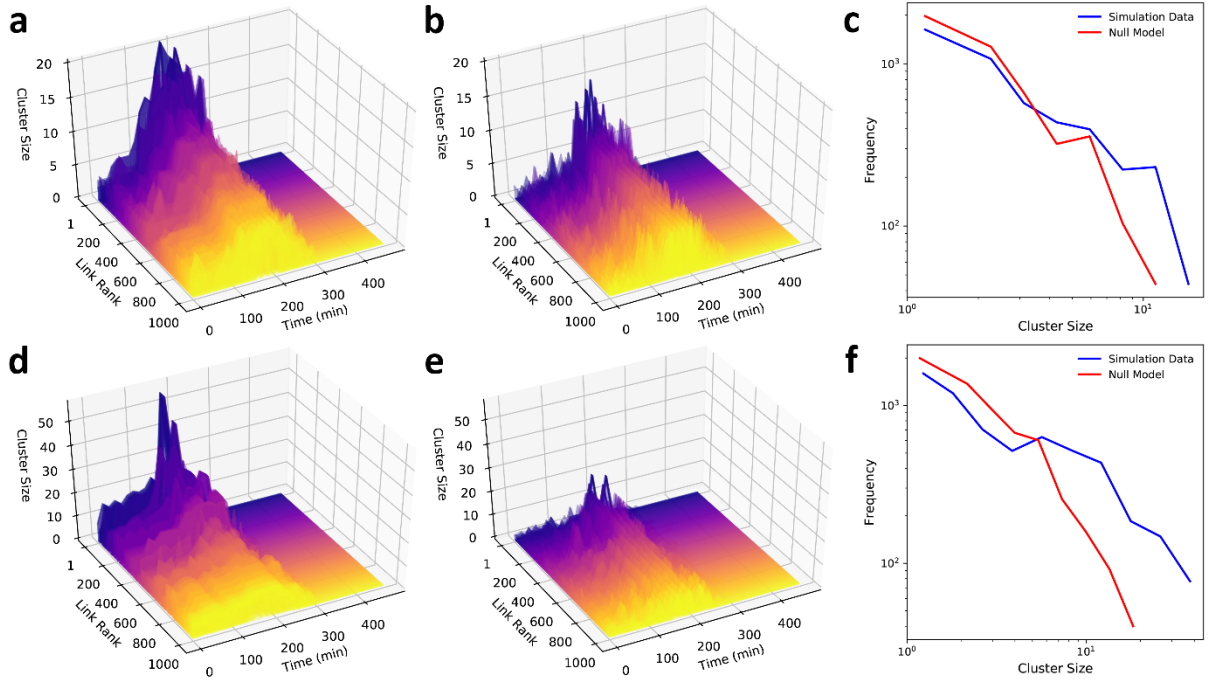 a
20
15
10
5
0
Cluster Size
1
200
400
600
800
1000
Link Rank
0
100
200
300
400
Time (min)
b
20
15
10
5
0
Cluster Size
1
200
400
600
800
1000
Link Rank
0
100
200
300
400
Time (min)
c
Simulation Data
Null Model
10³
10²
Frequency
10⁰
10¹
Cluster Size
d
50
40
30
20
10
0
Cluster Size
1
200
400
600
800
1000
Link Rank
0
100
200
300
400
Time (min)
e
50
40
30
20
10
0
Cluster Size
1
200
400
600
800
1000
Link Rank
0
100
200
300
400
Time (min)
f
Simulation Data
Null Model
10³
10²
Frequency
10⁰
10¹
Cluster Size